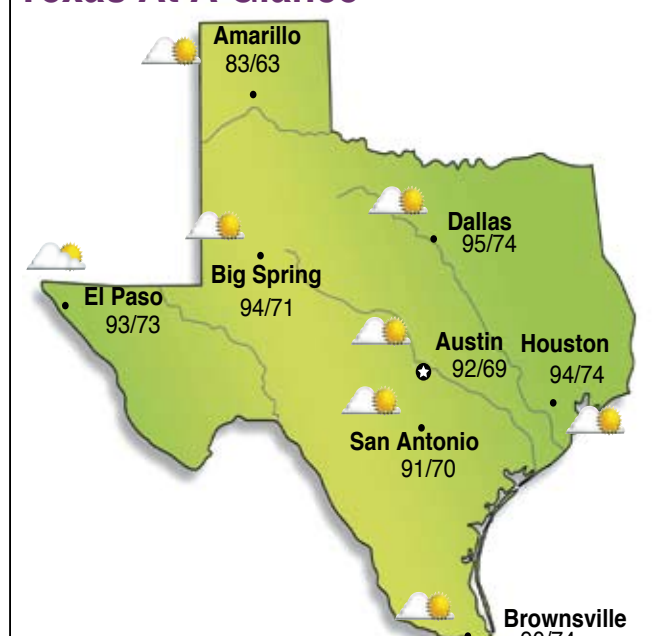 Amarillo
83/63
Dallas
95/74
Big Spring
94/71
El Paso
93/73
Austin
92/69
Houston
94/74
San Antonio
91/70
Brownsville